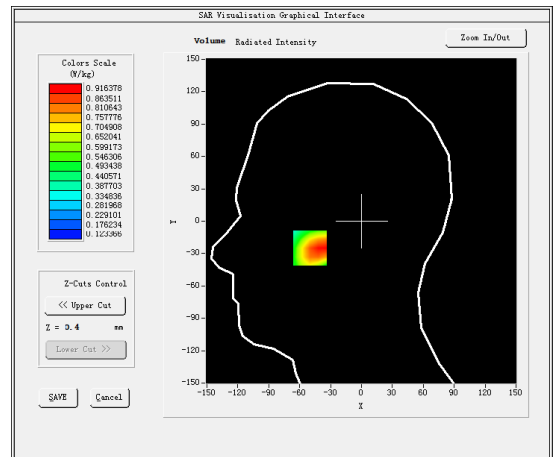 SAR Visualisation Graphical Interface
Volume Radiated Intensity
Zoom In/Out
Colors Scale
(W/kg)
0.916378
0.863511
0.810643
0.757776
0.704908
0.652041
0.599173
0.546306
0.493438
0.440571
0.387703
0.334836
0.281968
0.229101
0.176234
0.123366
Z-Cuts Control
<< Upper Cut
Z = 0.4 mm
Lower Cut >>
SAVE
Cancel
150
120
90
60
30
0
-30
-60
-90
-120
-150
Y
-150 -120 -90 -60 -30 0 30 60 90 120 150
X